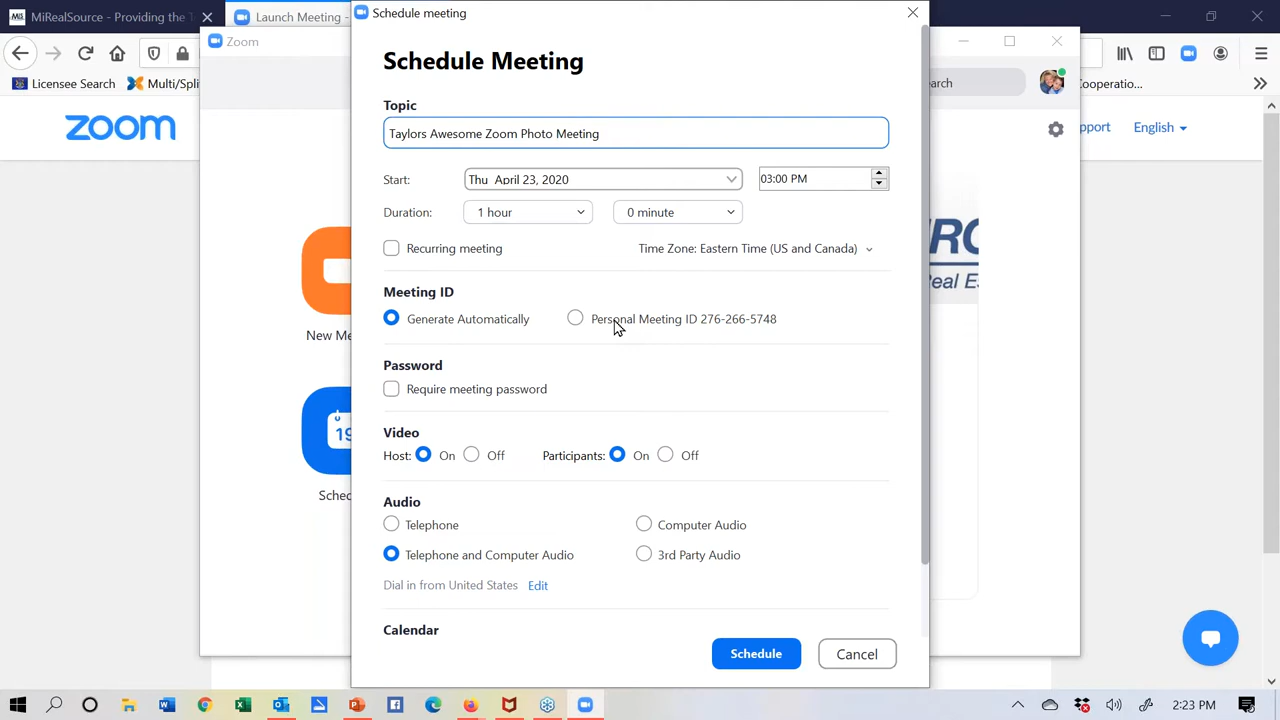 MiRealSource - Providing the T
Launch Meeting -
Schedule meeting
Zoom
Licensee Search
Multi/Spli
Cooperatio...
earch
zoom
pport
English
Schedule Meeting
Topic
Taylors Awesome Zoom Photo Meeting
Start:
Thu April 23, 2020
03:00 PM
Duration:
1 hour
0 minute
Recurring meeting
Time Zone: Eastern Time (US and Canada)
Meeting ID
Generate Automatically
Personal Meeting ID 276-266-5748
New Me
Real Es
Password
Require meeting password
Video
Host:
On
Off
Participants:
On
Off
19
Sched
Audio
Telephone
Computer Audio
Telephone and Computer Audio
3rd Party Audio
Dial in from United States
Edit
Calendar
Schedule
Cancel
2:23 PM